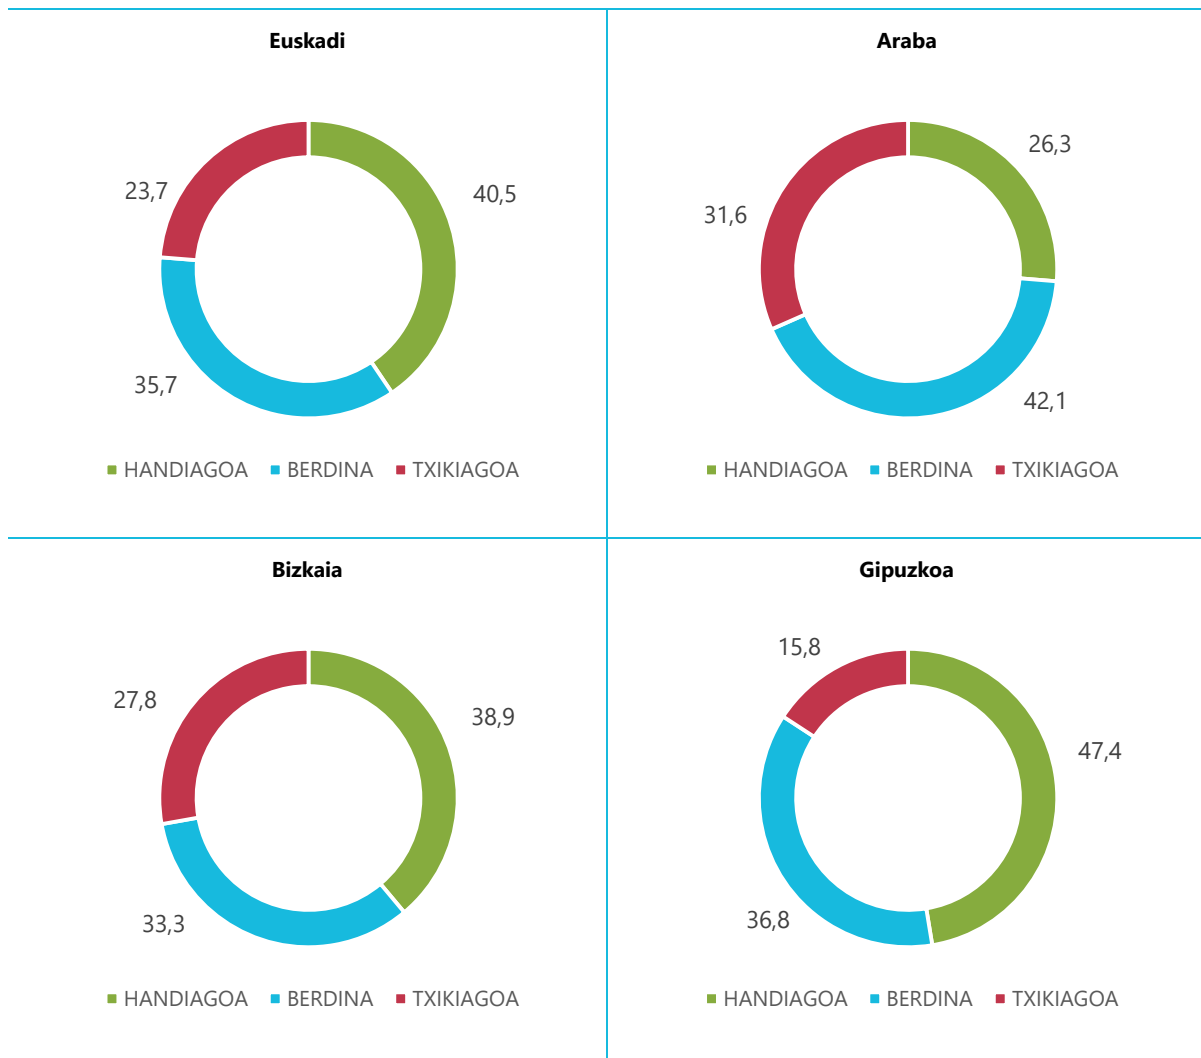 Euskadi
40,5
35,7
23,7
HANDIAGOA BERDINA TXIKIAGOA
Araba
26,3
42,1
31,6
HANDIAGOA BERDINA TXIKIAGOA
Bizkaia
38,9
33,3
27,8
HANDIAGOA BERDINA TXIKIAGOA
Gipuzkoa
47,4
36,8
15,8
HANDIAGOA BERDINA TXIKIAGOA